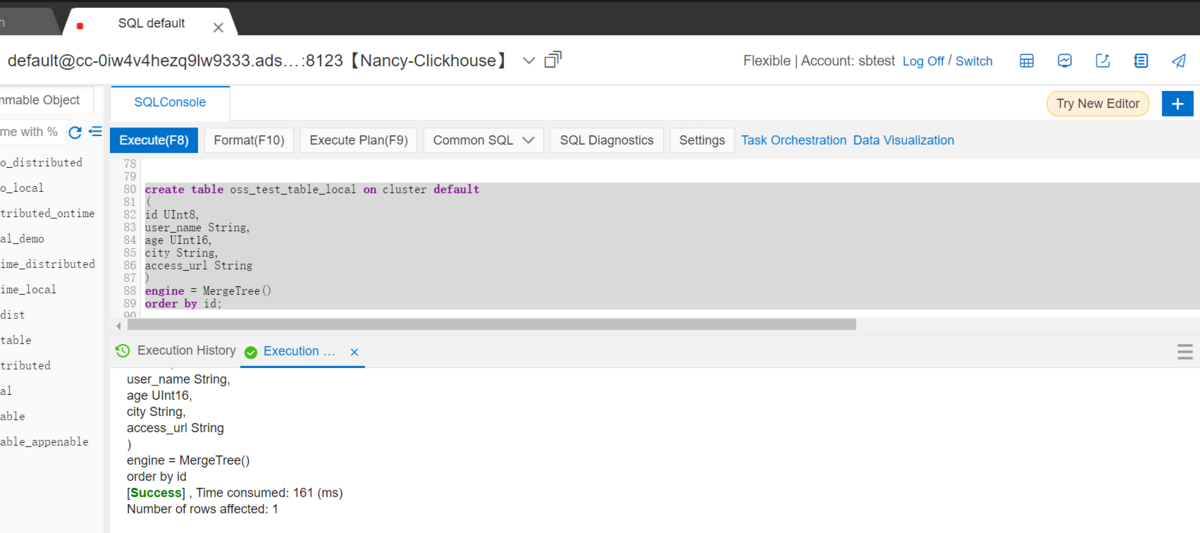 h
SQL default
default@cc-0iw4v4hezq9lw9333.ads...:8123【Nancy-Clickhouse】
Flexible | Account: sbtest Log Off / Switch
nmable Object
SQLConsole
Try New Editor
me with %
Execute(F8) Format(F10) Execute Plan(F9) Common SQL SQL Diagnostics Settings Task Orchestration Data Visualization
o_distributed
o_local
tributed_ontime
al_demo
ime_distributed
ime_local
dist
table
tributed
al
able
able_appenable
78
79
80 create table oss_test_table_local on cluster default
81 (
82 id UInt8,
83 user_name String,
84 age UInt16,
85 city String,
86 access_url String
87 )
88 engine = MergeTree()
89 order by id;
90
Execution History Execution ...
user_name String,
age UInt16,
city String,
access_url String
)
engine = MergeTree()
order by id
[Success] , Time consumed: 161 (ms)
Number of rows affected: 1